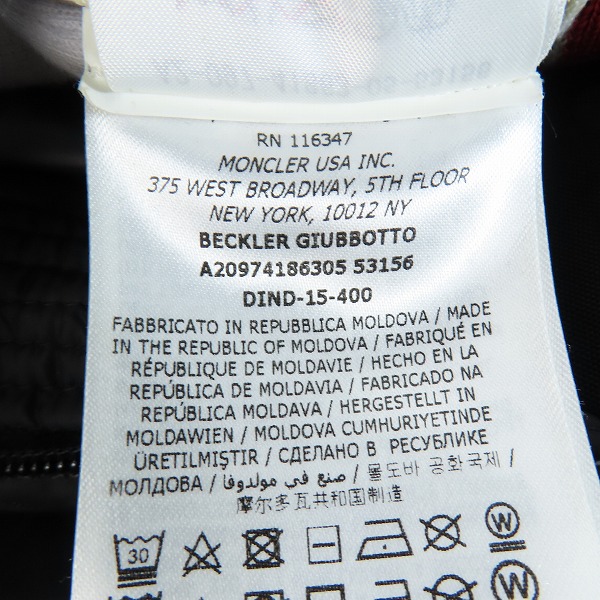 RN 116347
MONCLER USA INC.
375 WEST BROADWAY, 5TH FLOOR
NEW YORK, 10012 NY
BECKLER GIUBBOTTO
A20974186305 53156
DIND-15-400
FABBRICATO IN REPUBBLICA MOLDOVA / MADE
IN THE REPUBLIC OF MOLDOVA / FABRIQUÉ EN
RÉPUBLIQUE DE MOLDAVIE / HECHO EN LA
REPÚBLICA DE MOLDAVIA / FABRICADO NA
REPÚBLICA MOLDOVA / HERGESTELLT IN
MOLDAWIEN / MOLDOVA CUMHURIYETINDE
ÜRETILMIŞTIR / СДЕЛАНО В РЕСПУБЛИКЕ
МОЛДОВА / صنع في مولدوفا / 몰도바 공화국제 /
摩尔多瓦共和国制造
30
W
W